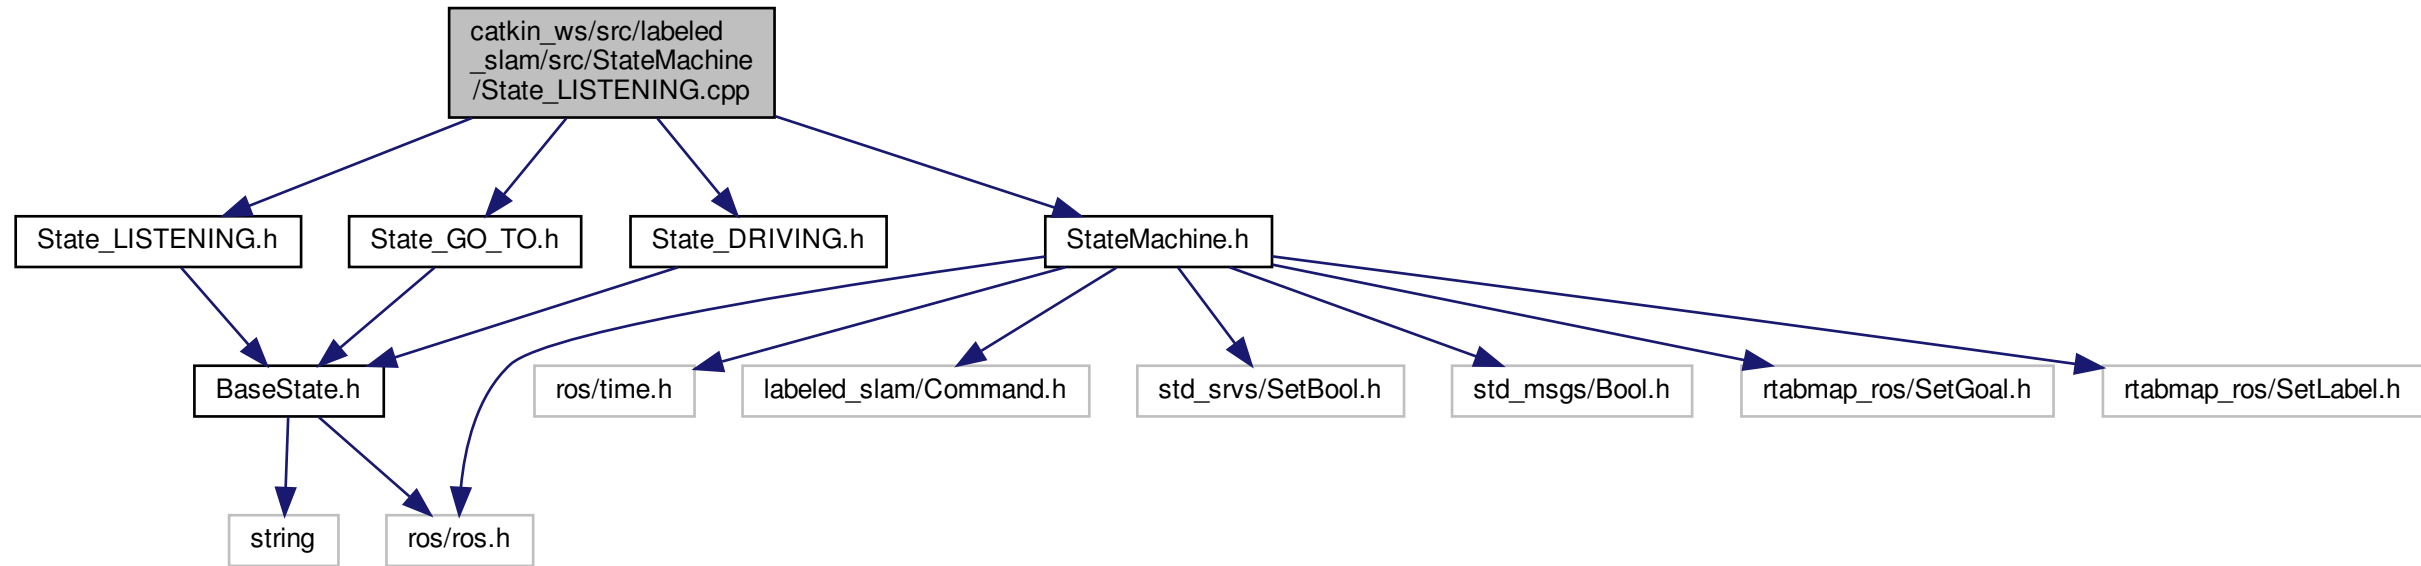 catkin_ws/src/labeled
_slam/src/StateMachine
/State_LISTENING.cpp
State_LISTENING.h
State_GO_TO.h
State_DRIVING.h
StateMachine.h
BaseState.h
ros/time.h
labeled_slam/Command.h
std_srvs/SetBool.h
std_msgs/Bool.h
rtabmap_ros/SetGoal.h
rtabmap_ros/SetLabel.h
string
ros/ros.h